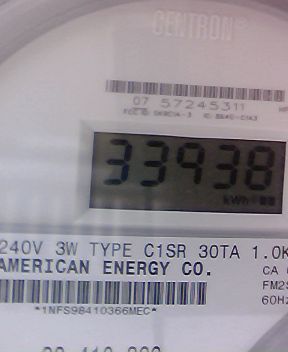 CENTRON®
07 57245311
33938
kWh
240V 3W TYPE C1SR 30TA 1.0K
AMERICAN ENERGY CO.
CA
FM2S
60Hz
*1NFS98410366MEC*